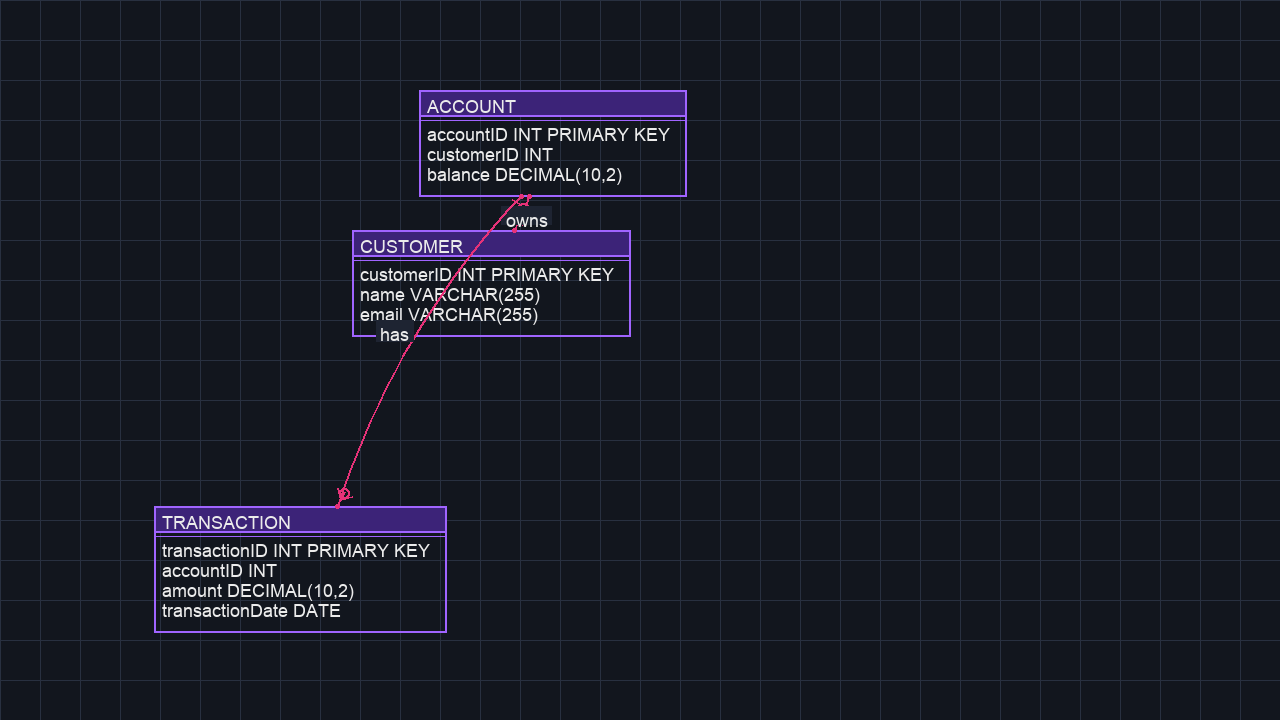 ACCOUNT
accountID INT PRIMARY KEY
customerID INT
balance DECIMAL(10,2)
owns
CUSTOMER
customerID INT PRIMARY KEY
name VARCHAR(255)
email VARCHAR(255)
has
TRANSACTION
transactionID INT PRIMARY KEY
accountID INT
amount DECIMAL(10,2)
transactionDate DATE